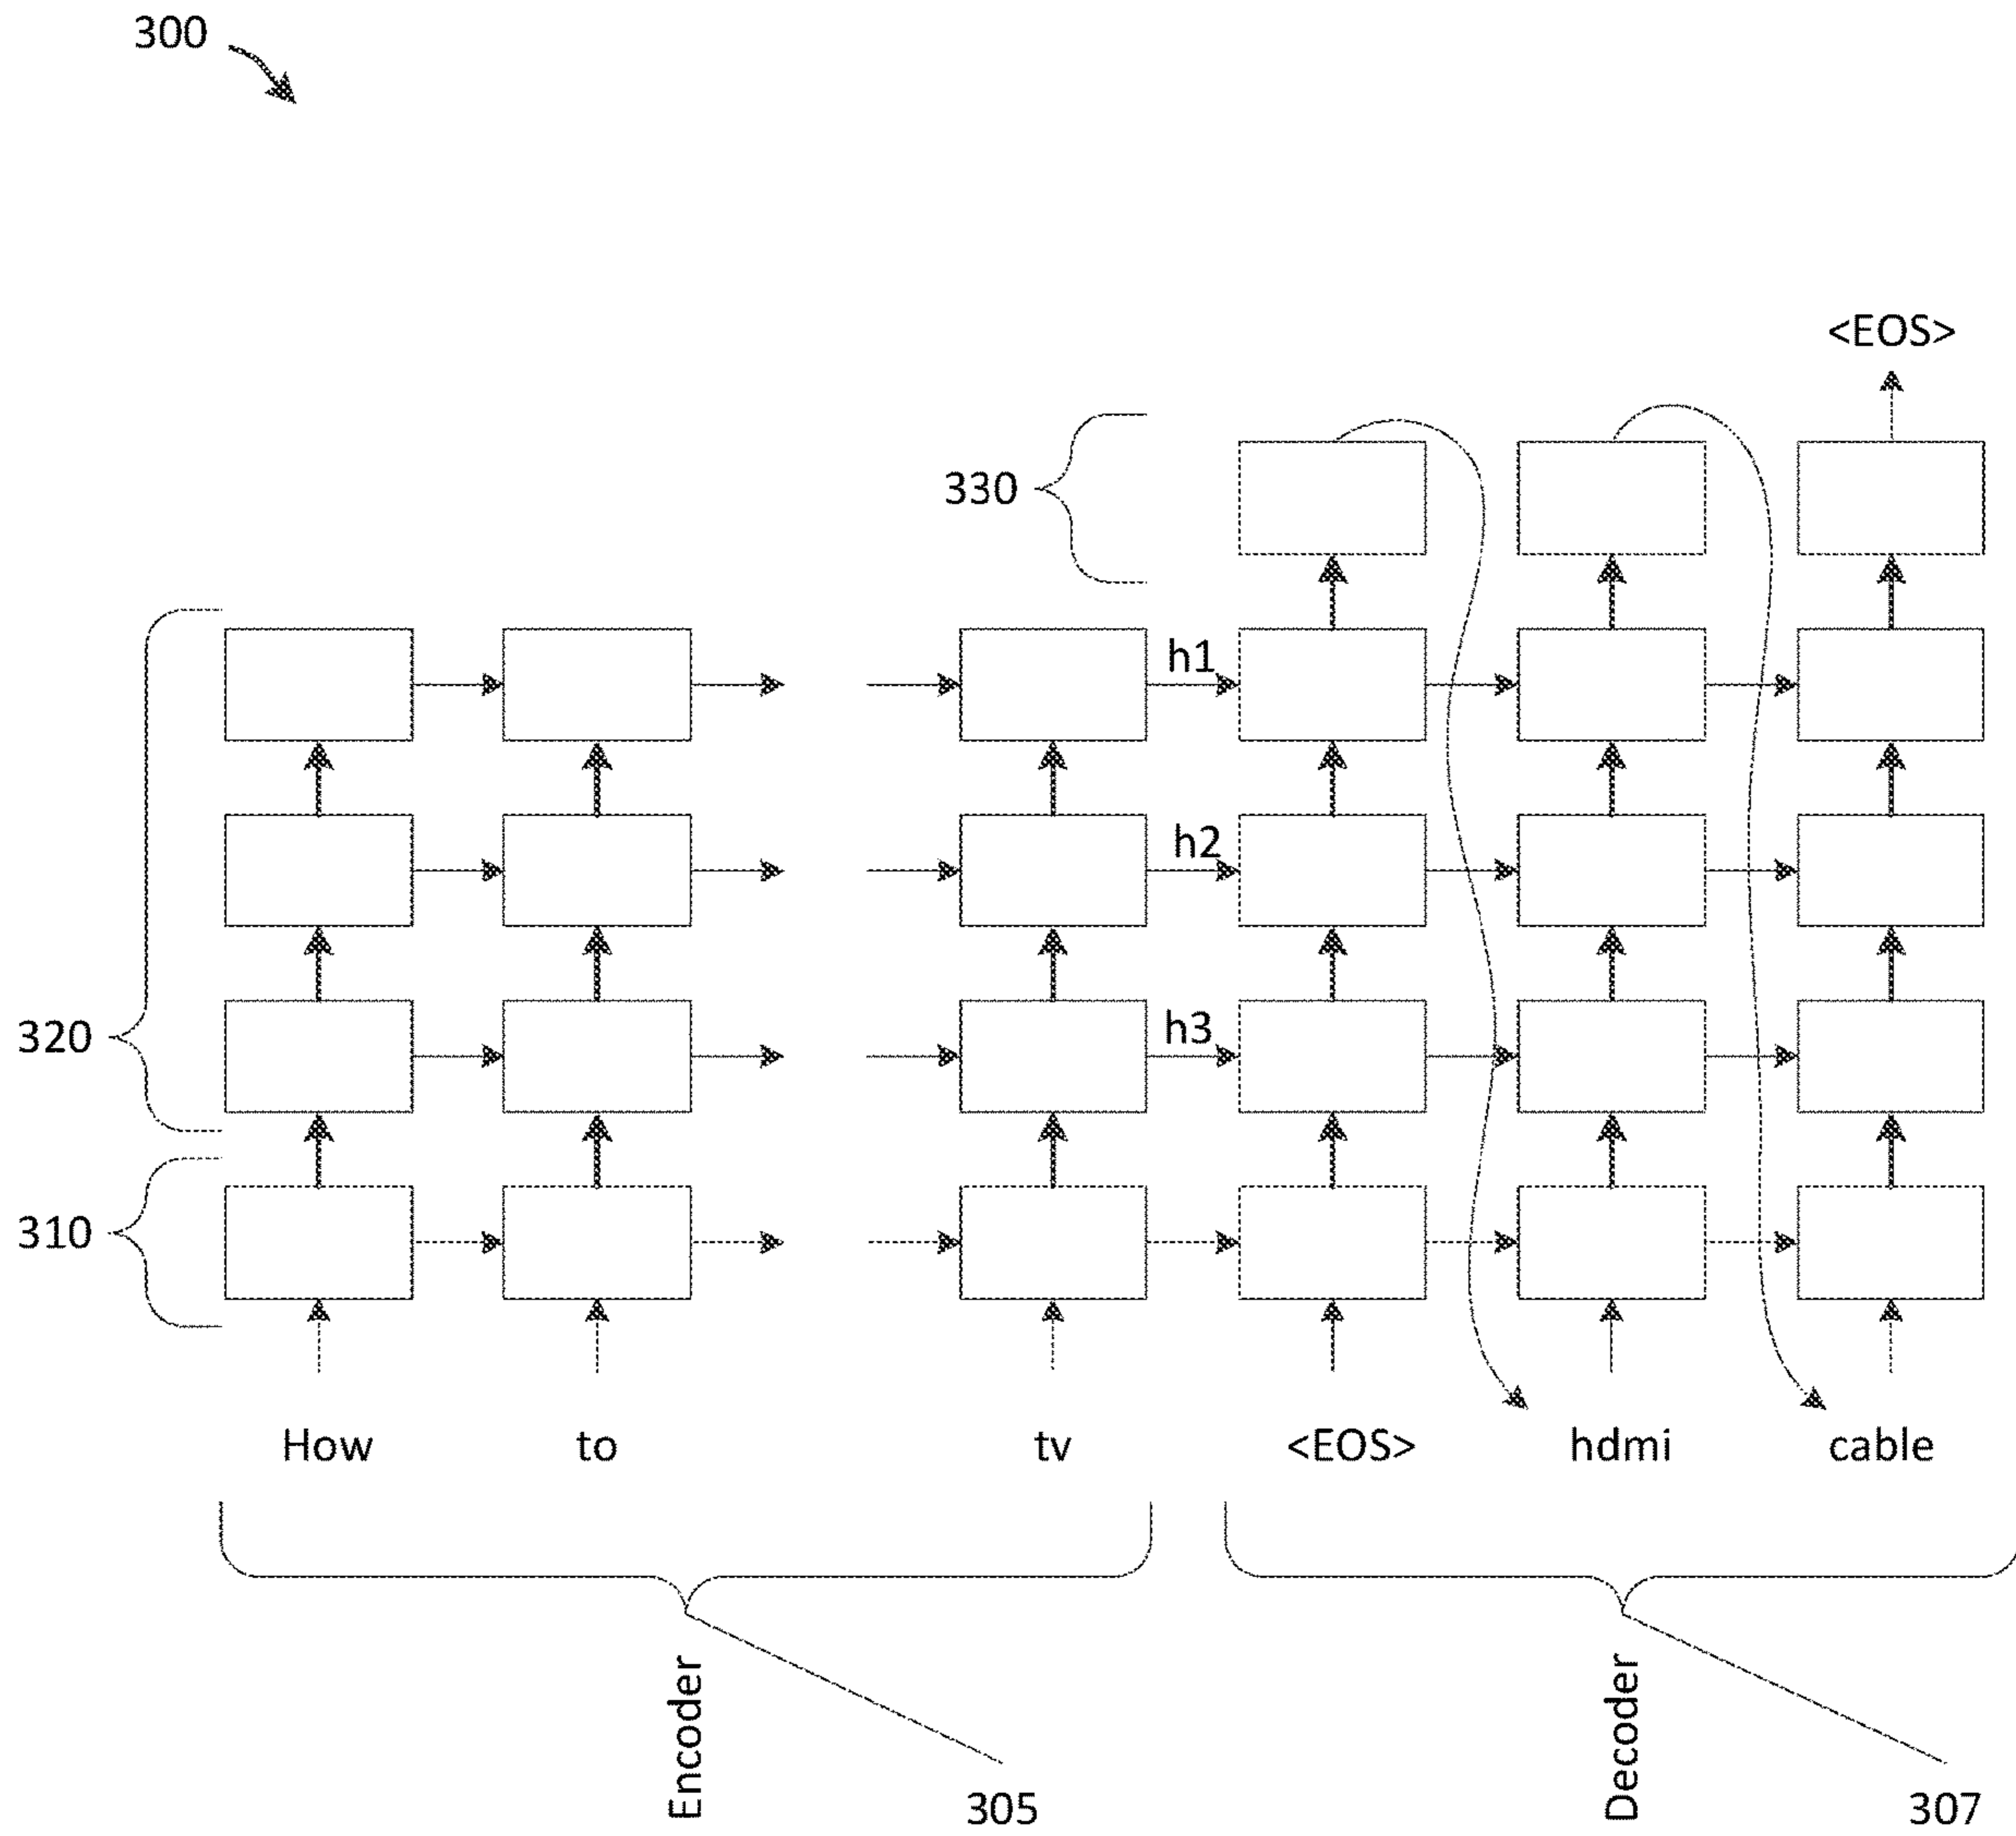 300
<EOS>
330
h1
h2
320
h3
310
How to tv <EOS> hdmi cable
Encoder
Decoder
305
307